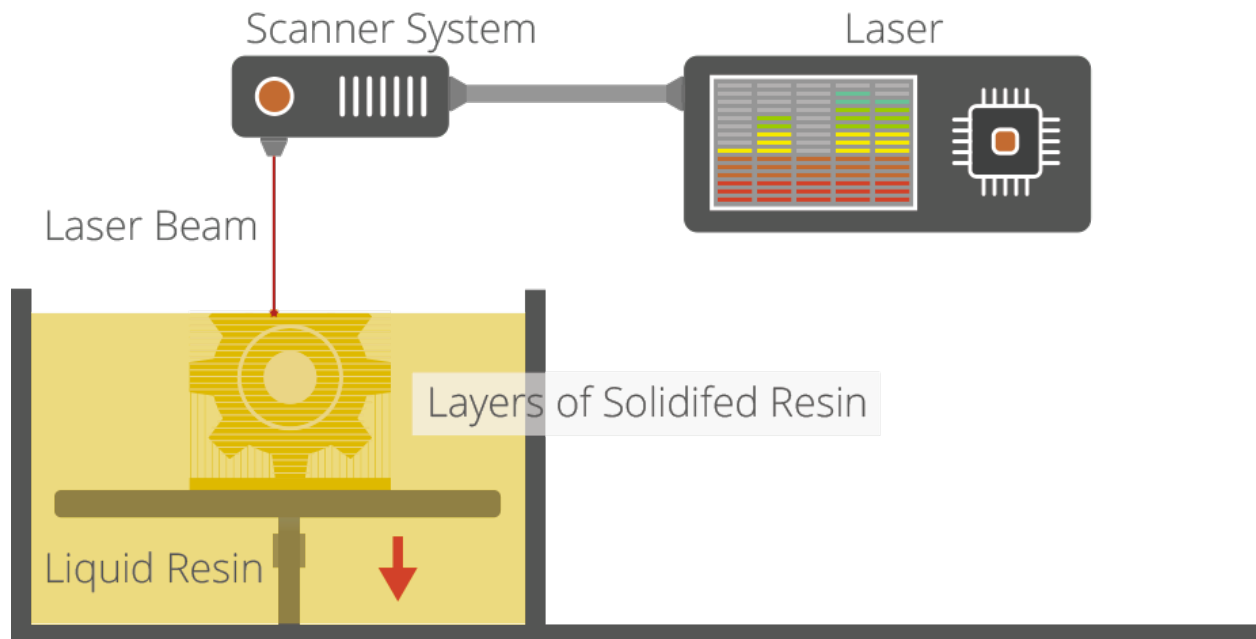 Scanner System
Laser
Laser Beam
Layers of Solidifed Resin
Liquid Resin